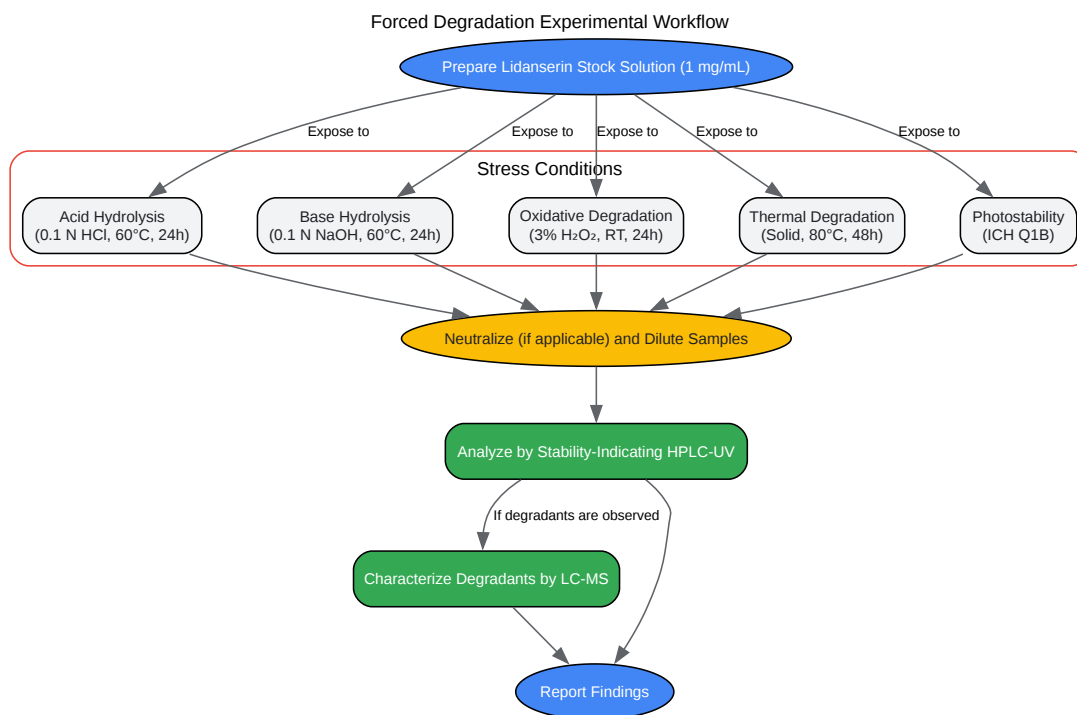 Forced Degradation Experimental Workflow
Prepare Lidanserin Stock Solution (1 mg/mL)
Expose to
Expose to
Expose to
Expose to
Expose to
Stress Conditions
Acid Hydrolysis
(0.1 N HCl, 60°C, 24h)
Base Hydrolysis
(0.1 N NaOH, 60°C, 24h)
Oxidative Degradation
(3% H₂O₂, RT, 24h)
Thermal Degradation
(Solid, 80°C, 48h)
Photostability
(ICH Q1B)
Neutralize (if applicable) and Dilute Samples
Analyze by Stability-Indicating HPLC-UV
If degradants are observed
Characterize Degradants by LC-MS
Report Findings